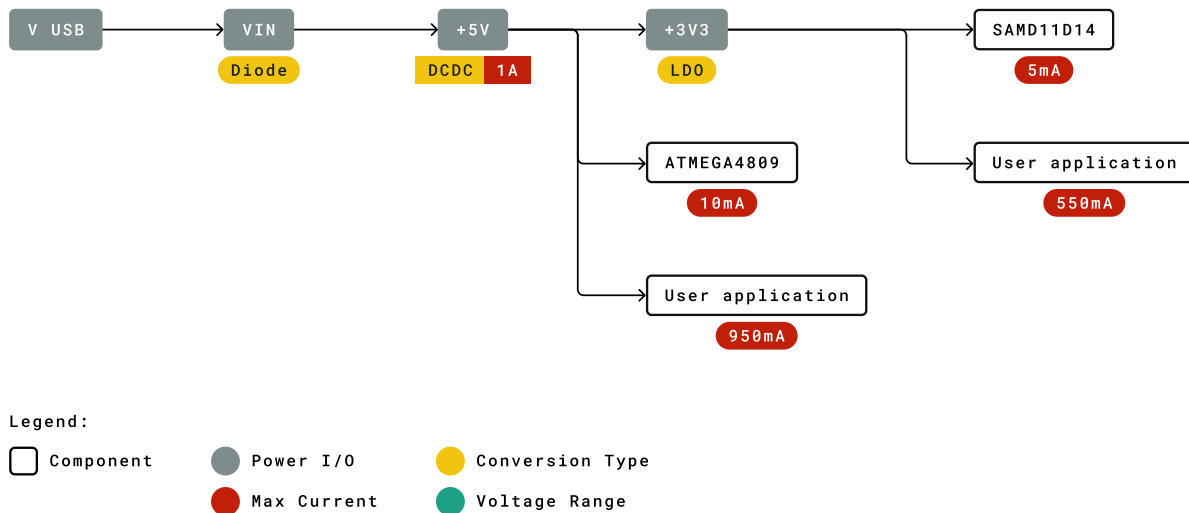 V USB
VIN
+5V
+3V3
SAMD11D14
Diode
DCDC 1A
LDO
5mA
ATMEGA4809
User application
10mA
550mA
User application
950mA
Legend:
Component
Power I/O
Conversion Type
Max Current
Voltage Range